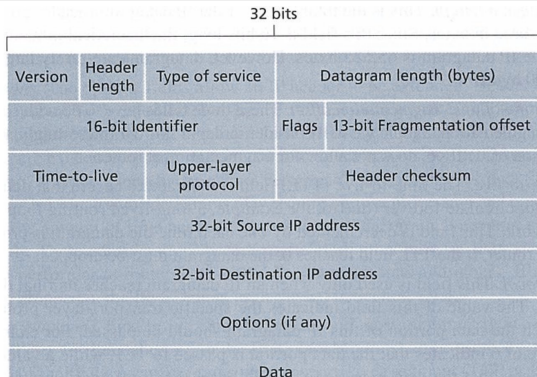 32 bits
Version
Header
length
Type of service
Datagram length (bytes)
16-bit Identifier
Flags
13-bit Fragmentation offset
Time-to-live
Upper-layer
protocol
Header checksum
32-bit Source IP address
32-bit Destination IP address
Options (if any)
Data